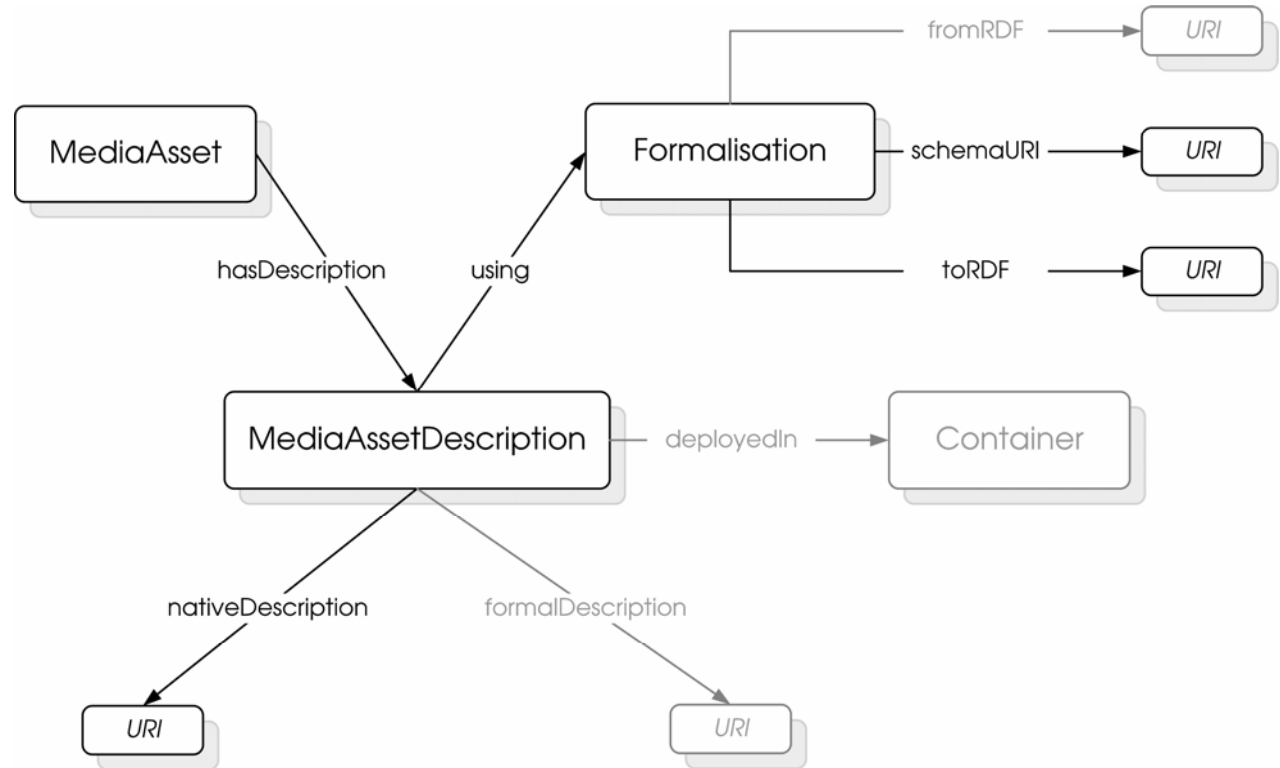 fromRDF
URI
MediaAsset
Formalisation
schemaURI
URI
hasDescription
using
toRDF
URI
MediaAssetDescription
deployedIn
Container
nativeDescription
formalDescription
URI
URI